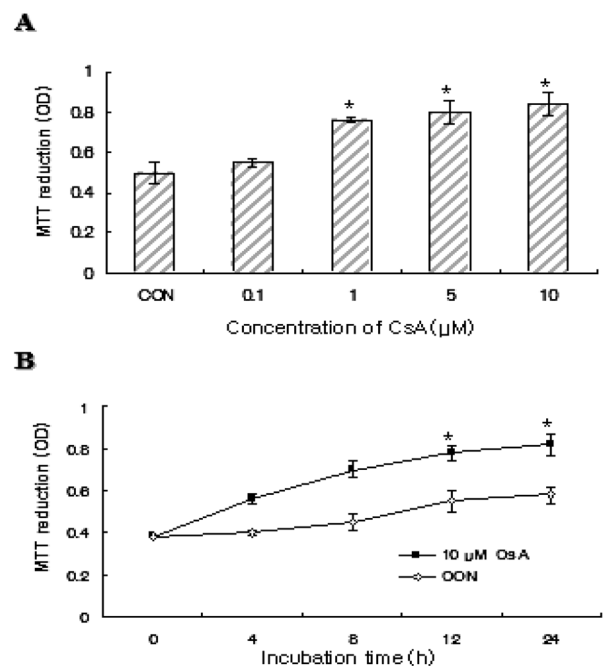 A
MTT reduction (OD)
1
0.8
0.6
0.4
0.2
0
* * *
CON 0.1 1 5 10
Concentration of CsA(μM)
B
MTT reduction (OD)
1
0.8
0.6
0.4
0.2
0
* *
10 μM OsA
OON
0 4 8 12 24
Incubation time (h)